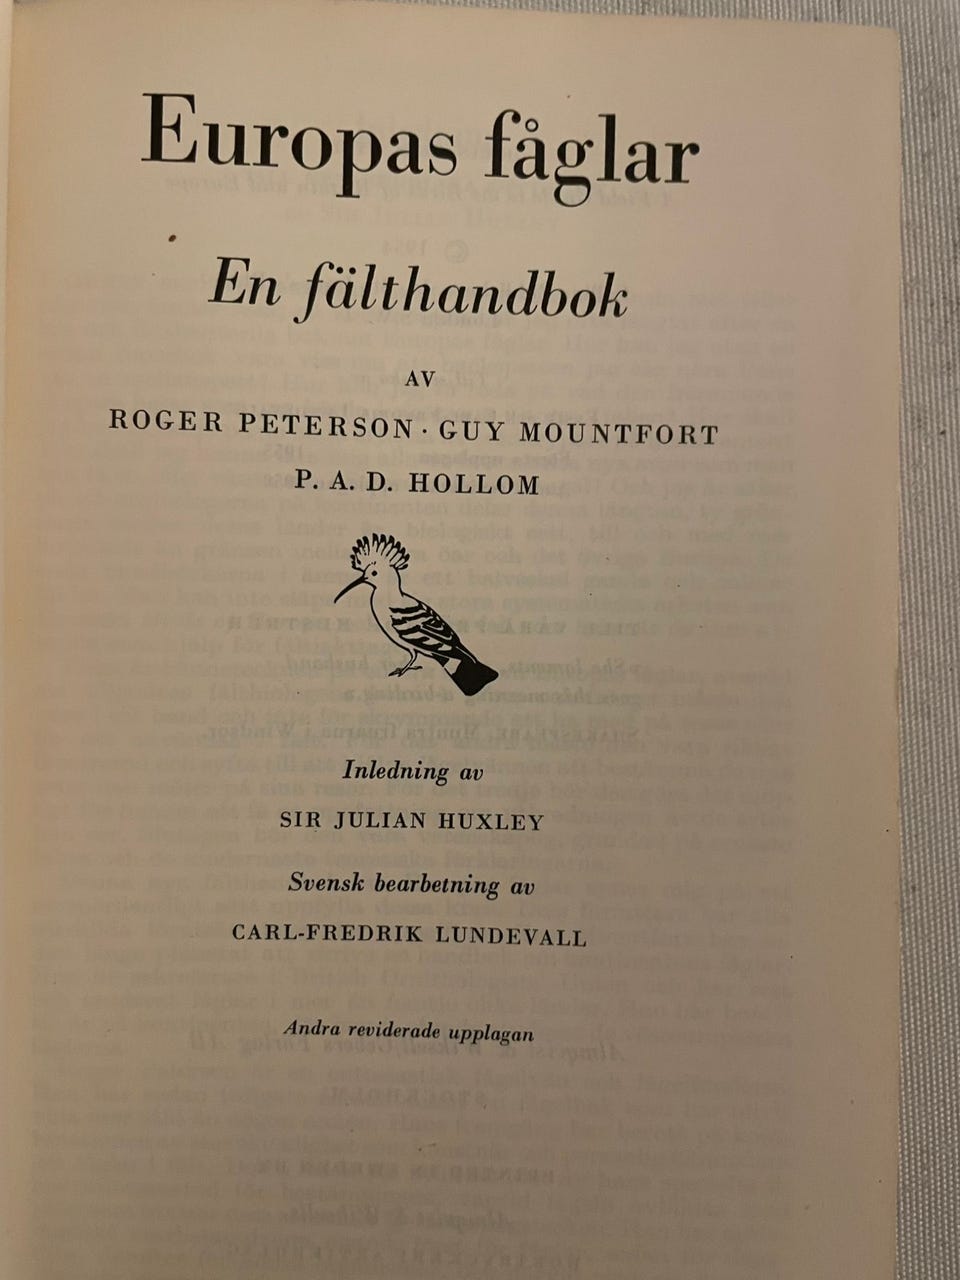 Europas fåglar
En fälthandbok
AV
ROGER PETERSON · GUY MOUNTFORT
P. A. D. HOLLOM
Inledning av
SIR JULIAN HUXLEY
Svensk bearbetning av
CARL-FREDRIK LUNDEVALL
Andra reviderade upplagan